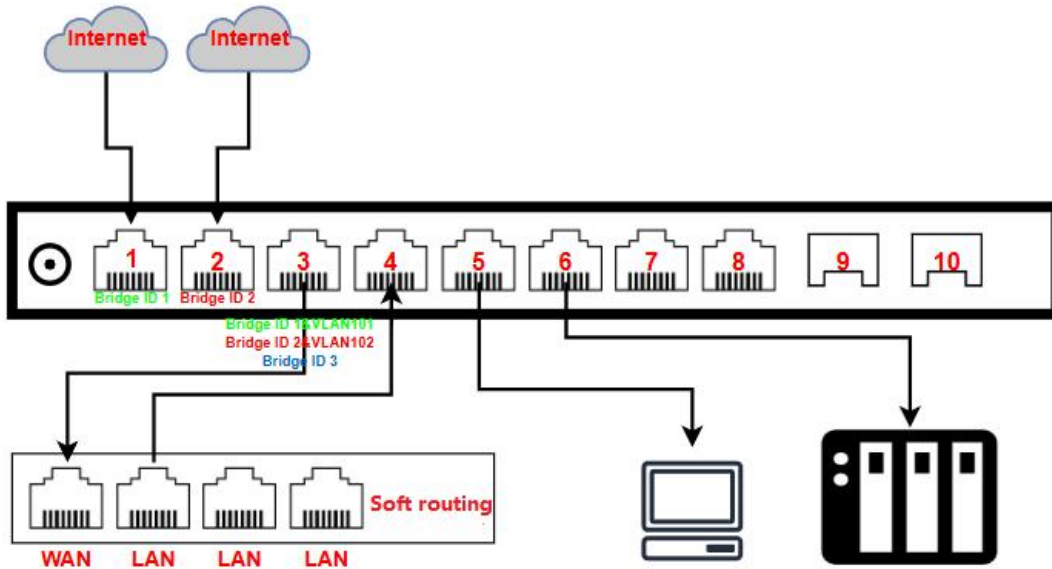 Internet
Internet
1
2
3
4
5
6
7
8
9
10
Bridge ID 1
Bridge ID 2
Bridge ID 1&VLAN101
Bridge ID 2&VLAN102
Bridge ID 3
Soft routing
WAN
LAN
LAN
LAN